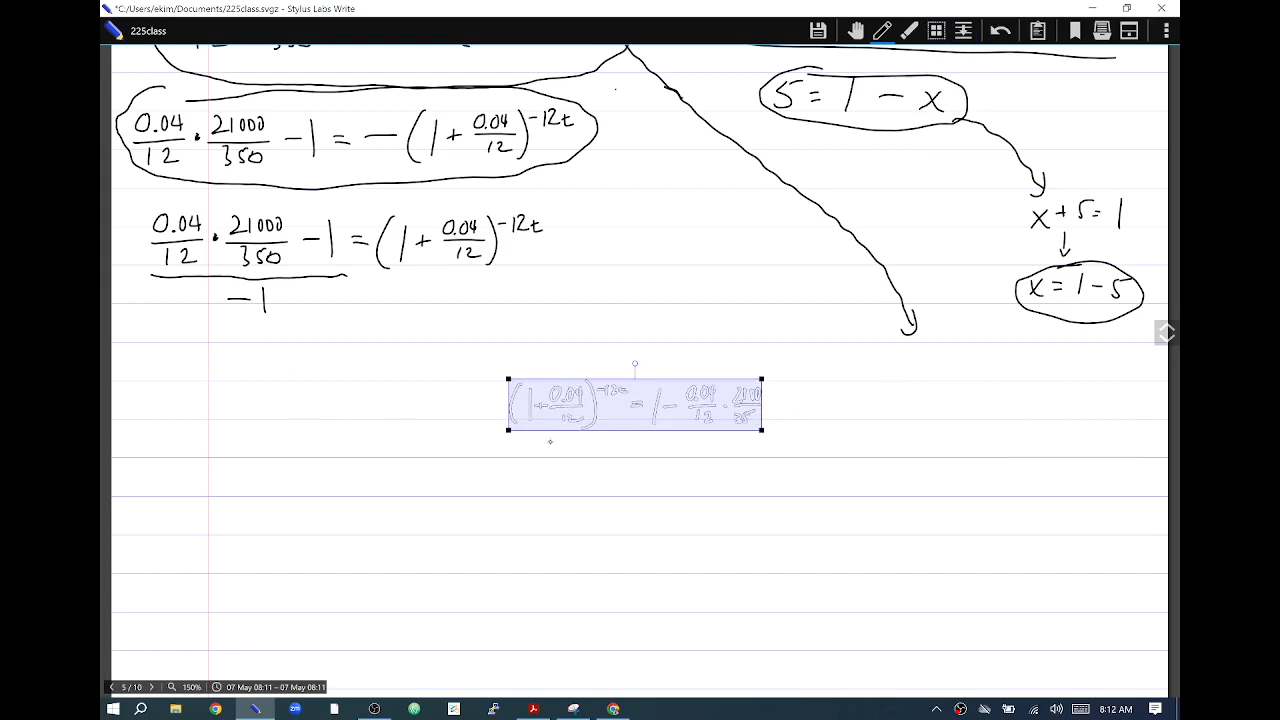 *C:/Users/ekim/Documents/225class.svgz - Stylus Labs Write
225class
5 = 1 - x
0.04/12 · 21000/350 - 1 = -(1 + 0.04/12)^-12t
x + 5 = 1
0.04/12 · 21000/350 - 1 = (1 + 0.04/12)^-12t
-1
x = 1 - 5
(1 + 0.04/12)^-12t = 1 - 0.04/12 · 2100/35
5 / 10 150% 07 May 08:11 – 07 May 08:11
8:12 AM